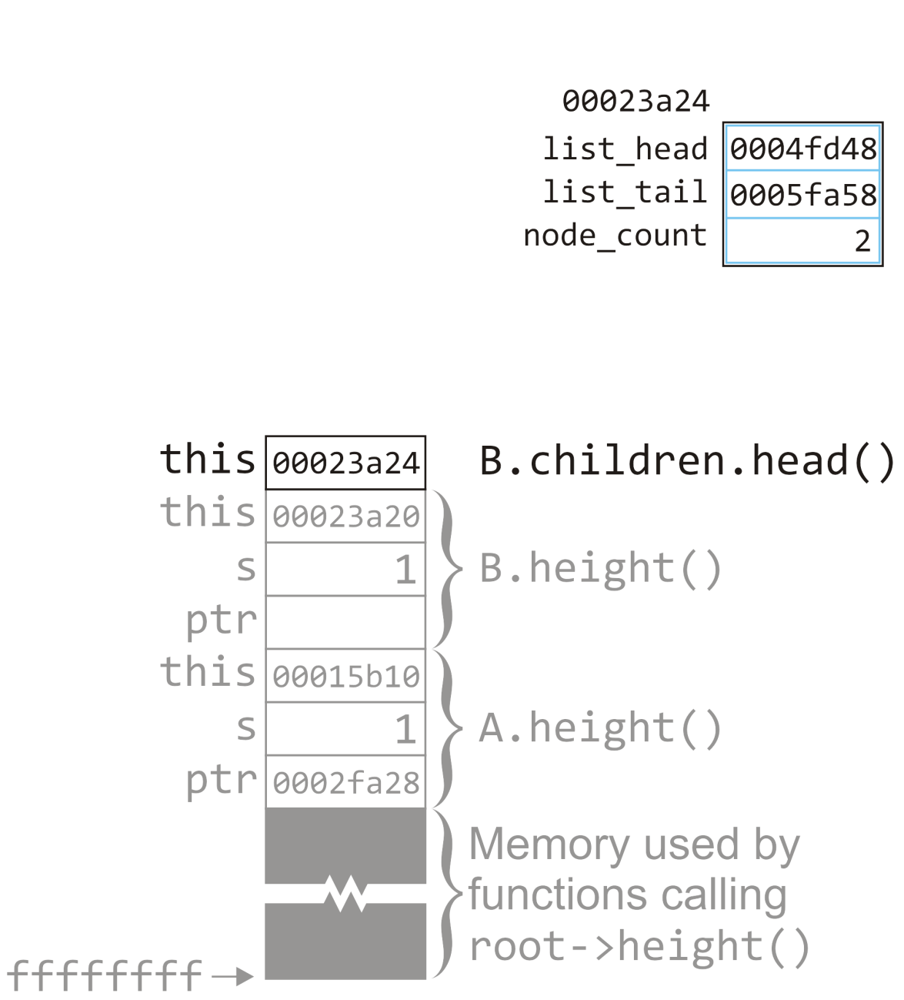 00023a24
list_head 0004fd48
list_tail 0005fa58
node_count 2
this 00023a24 B.children.head()
this 00023a20
s 1 B.height()
ptr
this 00015b10
s 1 A.height()
ptr 0002fa28
Memory used by
functions calling
root->height()
ffffffff